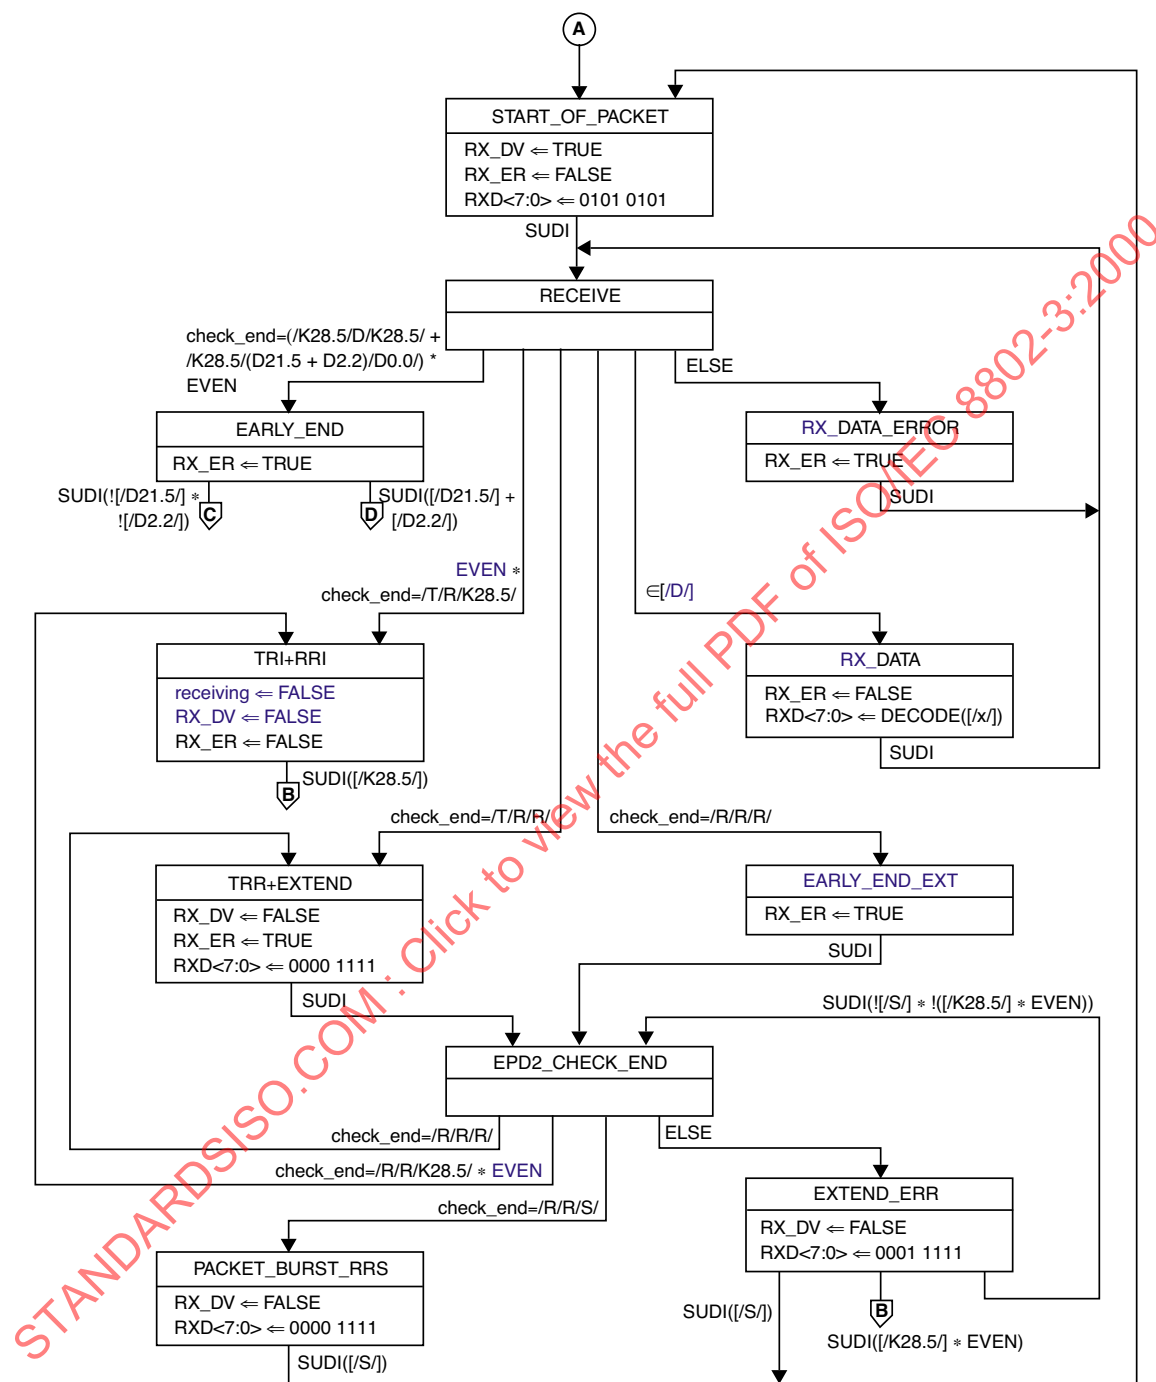 A
START_OF_PACKET
RX_DV ⇐ TRUE
RX_ER ⇐ FALSE
RXD<7:0> ⇐ 0101 0101
SUDI
RECEIVE
check_end=(/K28.5/D/K28.5/ +
/K28.5/(D21.5 + D2.2)/D0.0/) *
EVEN
ELSE
EARLY_END
RX_ER ⇐ TRUE
RX_DATA_ERROR
RX_ER ⇐ TRUE
SUDI
SUDI(![/D21.5/] *
![/D2.2/])
C
D
SUDI([/D21.5/] +
[/D2.2/])
EVEN *
check_end=/T/R/K28.5/
∈[/D/]
TRI+RRI
receiving ⇐ FALSE
RX_DV ⇐ FALSE
RX_ER ⇐ FALSE
SUDI([/K28.5/])
B
RX_DATA
RX_ER ⇐ FALSE
RXD<7:0> ⇐ DECODE([/x/])
SUDI
check_end=/T/R/R/
check_end=/R/R/R/
TRR+EXTEND
RX_DV ⇐ FALSE
RX_ER ⇐ TRUE
RXD<7:0> ⇐ 0000 1111
SUDI
EARLY_END_EXT
RX_ER ⇐ TRUE
SUDI
SUDI(![/S/] * !([/K28.5/] * EVEN))
EPD2_CHECK_END
check_end=/R/R/R/
ELSE
check_end=/R/R/K28.5/ * EVEN
check_end=/R/R/S/
EXTEND_ERR
RX_DV ⇐ FALSE
RXD<7:0> ⇐ 0001 1111
PACKET_BURST_RRS
RX_DV ⇐ FALSE
RXD<7:0> ⇐ 0000 1111
SUDI([/S/])
SUDI([/S/])
B
SUDI([/K28.5/] * EVEN)
STANDARDSISO.COM : Click to view the full PDF of ISO/IEC 8802-3:2000